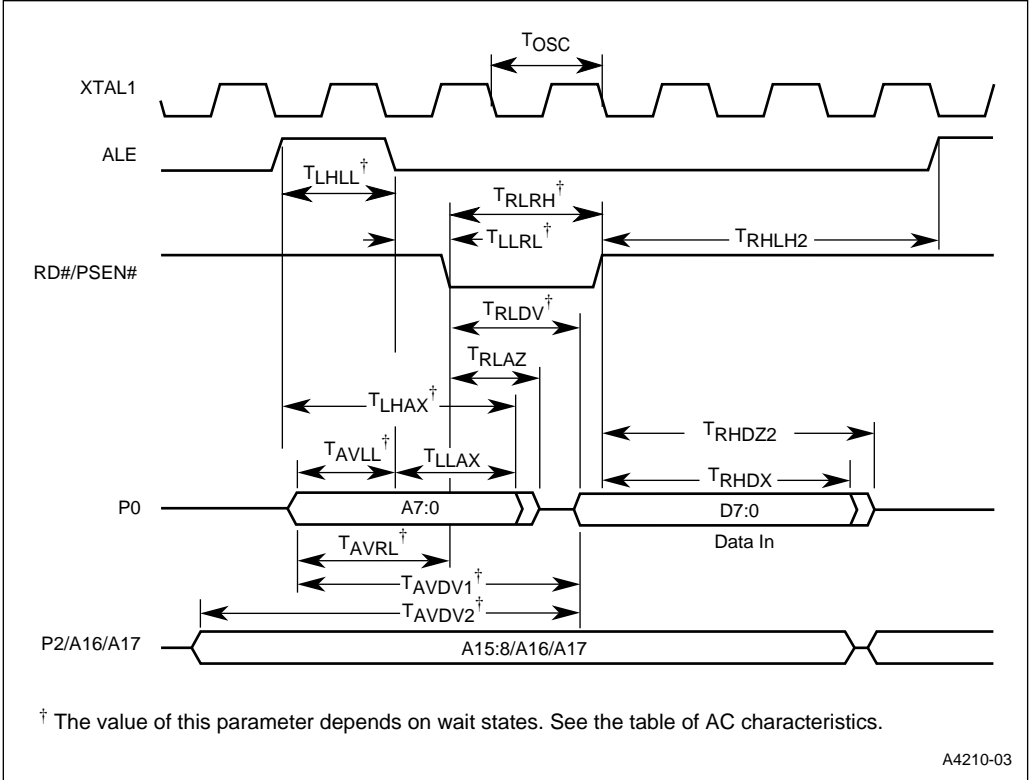 TOSC
XTAL1
ALE
TLHLL†
TRLRH†
TLLRL†
TRHLH2
RD#/PSEN#
TRLDV†
TRLAZ
TLHAX†
TRHDZ2
TAVLL†
TLLAX
TRHDX
P0
A7:0
D7:0
Data In
TAVRL†
TAVDV1†
TAVDV2†
P2/A16/A17
A15:8/A16/A17
† The value of this parameter depends on wait states. See the table of AC characteristics.
A4210-03